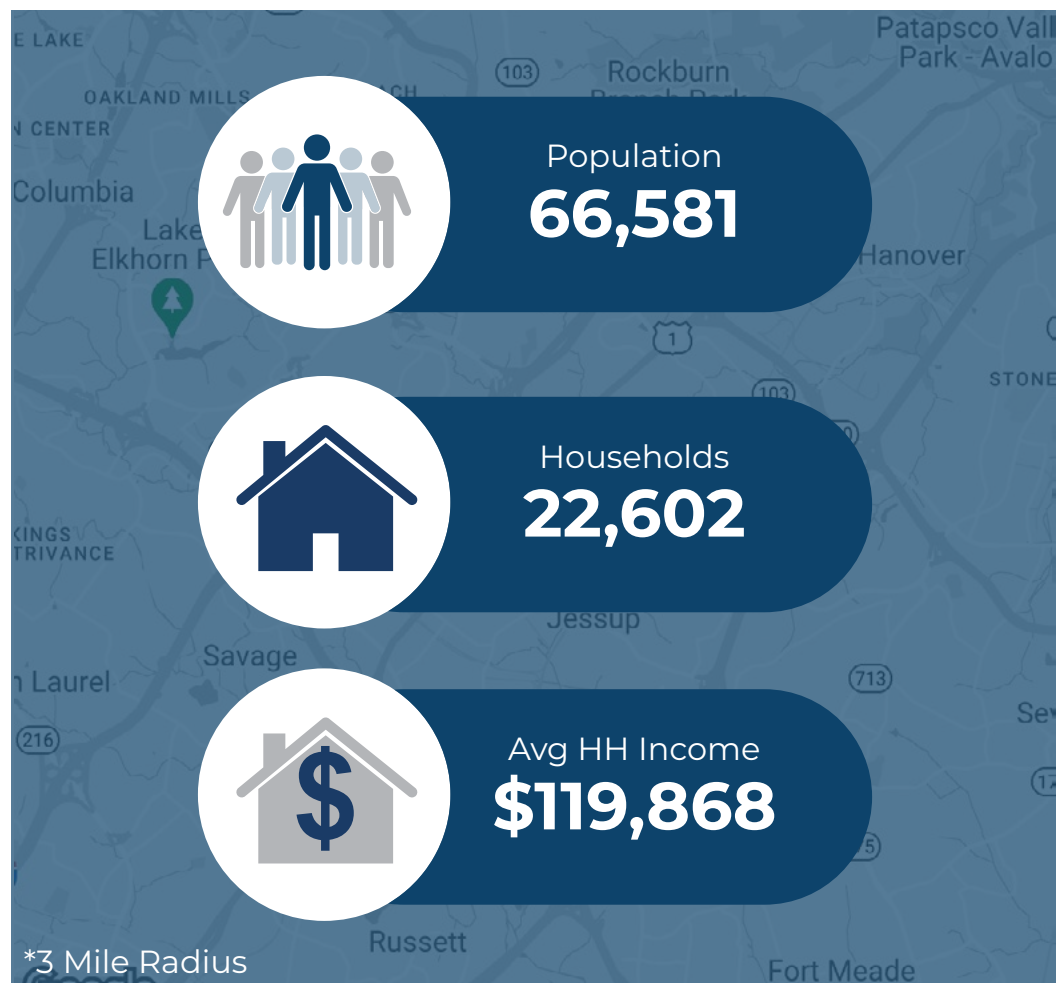 E LAKE
Patapsco Vall
Park - Avalo
103
Rockburn
OAKLAND MILLS
N CENTER
Population
66,581
Columbia
Lake
Elkhorn P
Hanover
1
STONE
103
Households
22,602
KINGS
TRIVANCE
Jessup
Savage
n Laurel
713
Sev
216
Avg HH Income
$119,868
Russett
*3 Mile Radius
Fort Meade